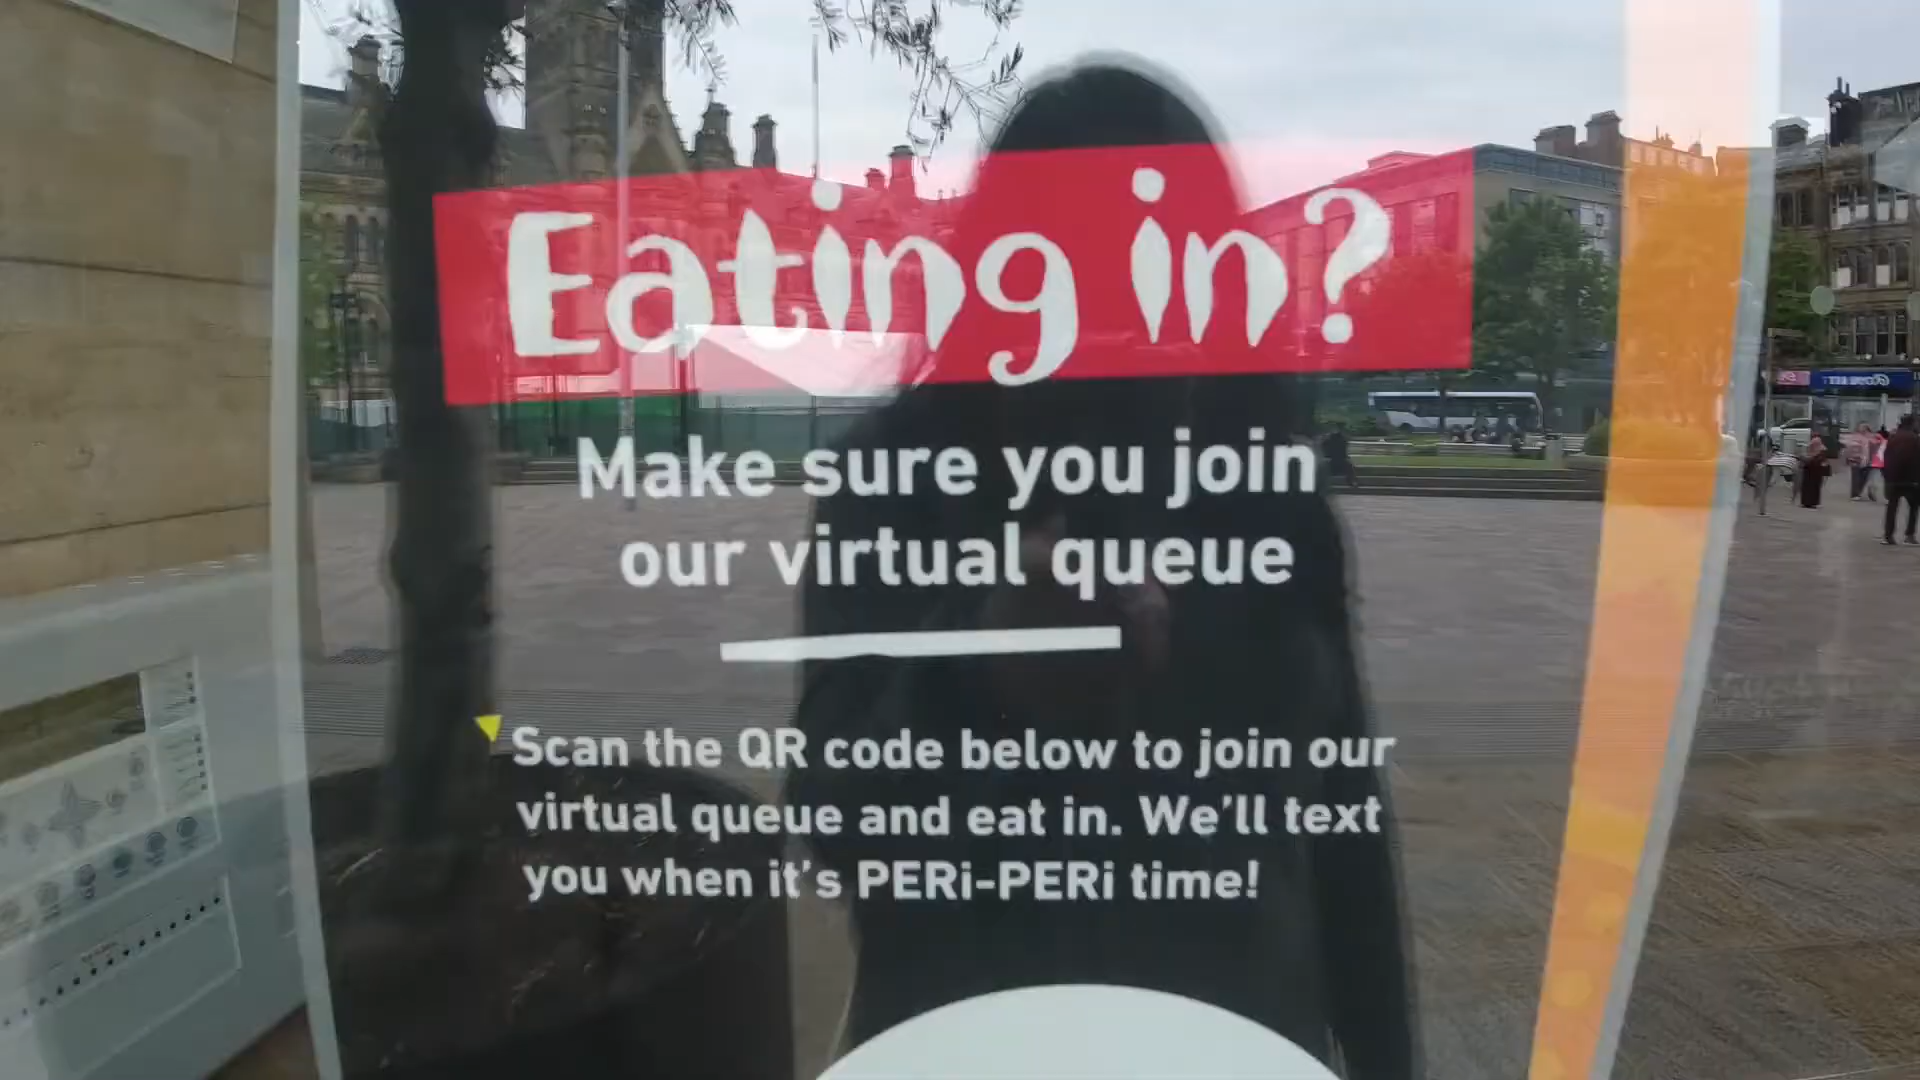 Eating in?
Make sure you join
our virtual queue
Scan the QR code below to join our
virtual queue and eat in. We'll text
you when it's PERi-PERi time!